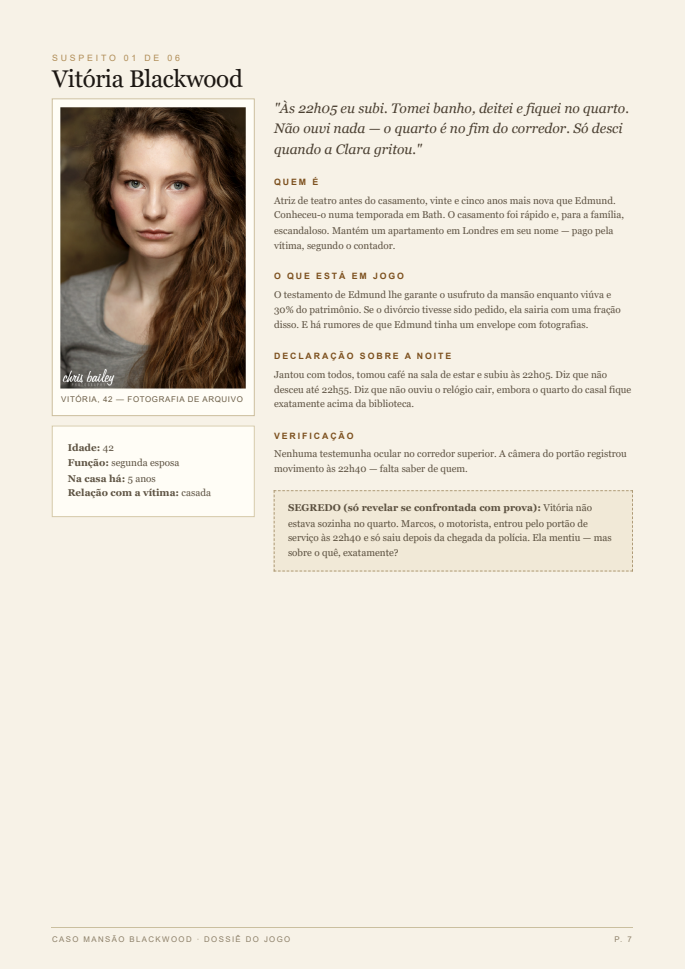 SUSPEITO 01 DE 06
Vitória Blackwood
"Às 22h05 eu subi. Tomei banho, deitei e fiquei no quarto.
Não ouvi nada — o quarto é no fim do corredor. Só desci
quando a Clara gritou."
chris bailey
VITÓRIA, 42 — FOTOGRAFIA DE ARQUIVO
Idade: 42
Função: segunda esposa
Na casa há: 5 anos
Relação com a vítima: casada
QUEM É
Atriz de teatro antes do casamento, vinte e cinco anos mais nova que Edmund.
Conheceu-o numa temporada em Bath. O casamento foi rápido e, para a família,
escandaloso. Mantém um apartamento em Londres em seu nome — pago pela
vítima, segundo o contador.
O QUE ESTÁ EM JOGO
O testamento de Edmund lhe garante o usufruto da mansão enquanto viúva e
30% do patrimônio. Se o divórcio tivesse sido pedido, ela sairia com uma fração
disso. E há rumores de que Edmund tinha um envelope com fotografias.
DECLARAÇÃO SOBRE A NOITE
Jantou com todos, tomou café na sala de estar e subiu às 22h05. Diz que não
desceu até 22h55. Diz que não ouviu o relógio cair, embora o quarto do casal fique
exatamente acima da biblioteca.
VERIFICAÇÃO
Nenhuma testemunha ocular no corredor superior. A câmera do portão registrou
movimento às 22h40 — falta saber de quem.
SEGREDO (só revelar se confrontada com prova): Vitória não
estava sozinha no quarto. Marcos, o motorista, entrou pelo portão de
serviço às 22h40 e só saiu depois da chegada da polícia. Ela mentiu — mas
sobre o quê, exatamente?
CASO MANSÃO BLACKWOOD · DOSSIÊ DO JOGO
P. 7